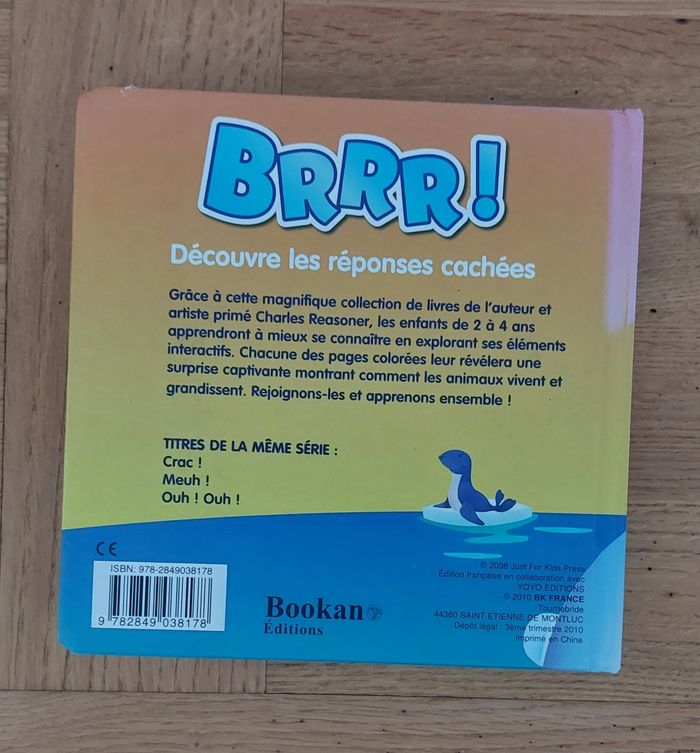 BRRR!
Découvre les réponses cachées
Grâce à cette magnifique collection de livres de l'auteur et
artiste primé Charles Reasoner, les enfants de 2 à 4 ans
apprendront à mieux se connaître en explorant ses éléments
interactifs. Chacune des pages colorées leur révélera une
surprise captivante montrant comment les animaux vivent et
grandissent. Rejoignons-les et apprenons ensemble !
TITRES DE LA MÊME SÉRIE :
Crac !
Meuh !
Ouh ! Ouh !
CE
ISBN: 978-2849038178
9 782849 038178
Bookan
Éditions
© 2008 Just For Kids Press
Édition française en collaboration avec
YOYO ÉDITIONS
© 2010 BK FRANCE
Tournebride
44360 SAINT ETIENNE DE MONTLUC
Dépôt légal : 3ème trimestre 2010
Imprimé en Chine